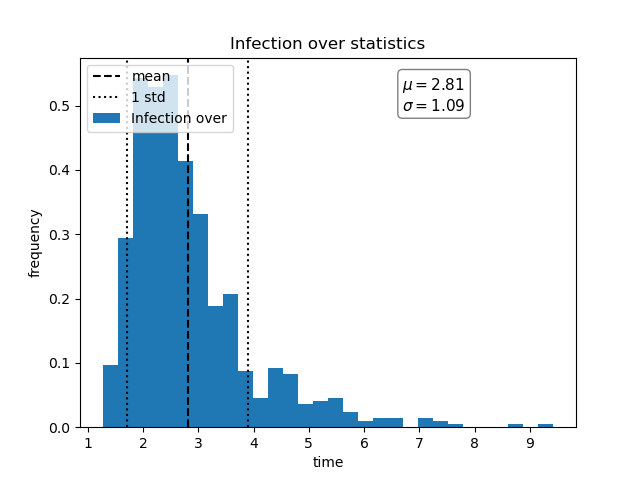 Infection over statistics
mean
1 std
Infection over
μ = 2.81
σ = 1.09
frequency
0.5
0.4
0.3
0.2
0.1
0.0
1 2 3 4 5 6 7 8 9
time